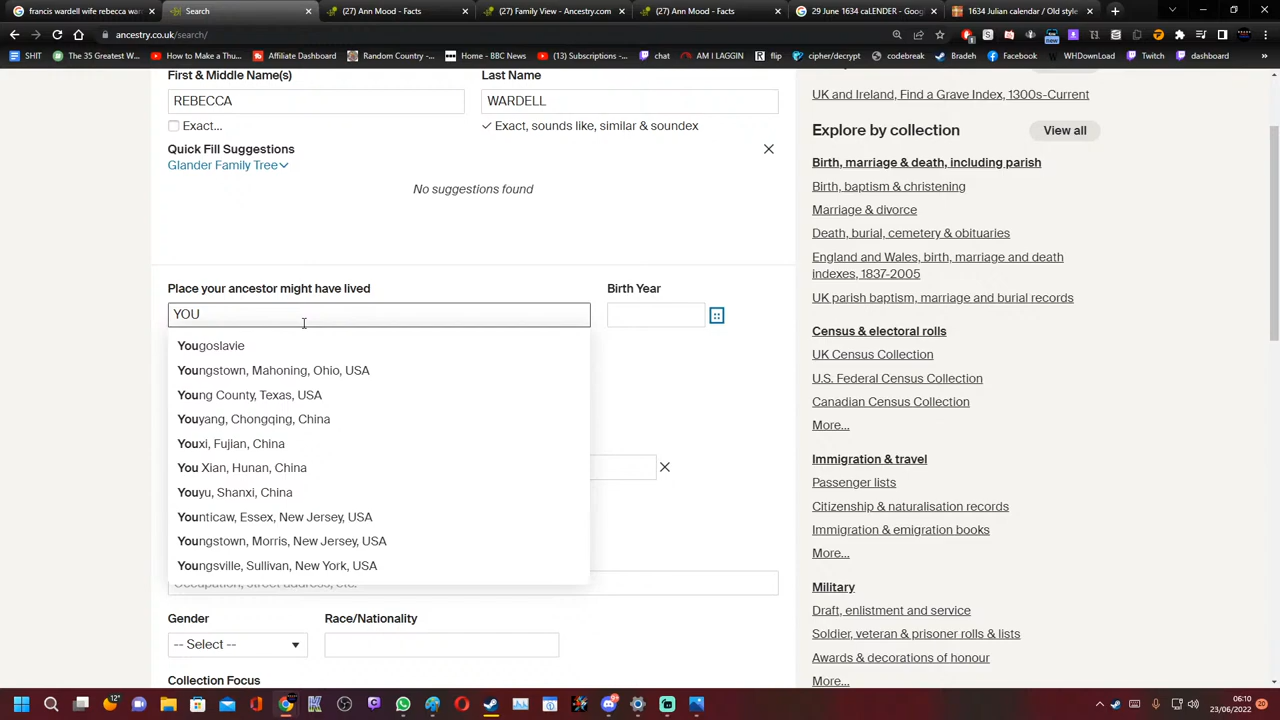 francis wardell wife rebecca war
Search
(27) Ann Mood - Facts
(27) Family View - Ancestry.com
(27) Ann Mood - Facts
29 June 1634 caLENDER - Goog
1634 Julian calendar / Old style
ancestry.co.uk/search/
SHIT
The 35 Greatest W...
How to Make a Thu...
Affiliate Dashboard
Random Country -...
Home - BBC News
(13) Subscriptions -...
chat
AM I LAGGIN
flip
cipher/decrypt
codebreak
Browser
Facebook
WHDownLoad
Twitch
dashboard
First & Middle Name(s)
Last Name
REBECCA
WARDELL
Exact...
Exact, sounds like, similar & soundex
Quick Fill Suggestions
Glander Family Tree
No suggestions found
Place your ancestor might have lived
Birth Year
YOU
Yougoslavie
Youngstown, Mahoning, Ohio, USA
Young County, Texas, USA
Youyang, Chongqing, China
Youxi, Fujian, China
You Xian, Hunan, China
Youyu, Shanxi, China
Younticaw, Essex, New Jersey, USA
Youngstown, Morris, New Jersey, USA
Youngsville, Sullivan, New York, USA
Occupation, street address, etc.
Gender
Race/Nationality
-- Select --
Collection Focus
UK and Ireland, Find a Grave Index, 1300s-Current
Explore by collection
View all
Birth, marriage & death, including parish
Birth, baptism & christening
Marriage & divorce
Death, burial, cemetery & obituaries
England and Wales, birth, marriage and death
indexes, 1837-2005
UK parish baptism, marriage and burial records
Census & electoral rolls
UK Census Collection
U.S. Federal Census Collection
Canadian Census Collection
More...
Immigration & travel
Passenger lists
Citizenship & naturalisation records
Immigration & emigration books
More...
Military
Draft, enlistment and service
Soldier, veteran & prisoner rolls & lists
Awards & decorations of honour
More...
12°
06:10
23/06/2022